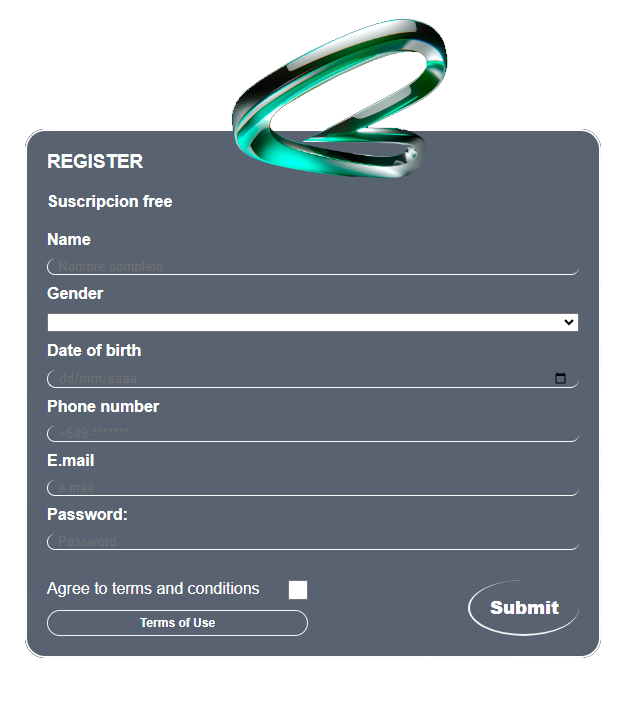 REGISTER
Suscripcion free
Name
Nombre completo
Gender
Date of birth
dd/mm/aaaa
Phone number
+549-*******
E.mail
e.mail
Password:
Password
Agree to terms and conditions
Terms of Use
Submit